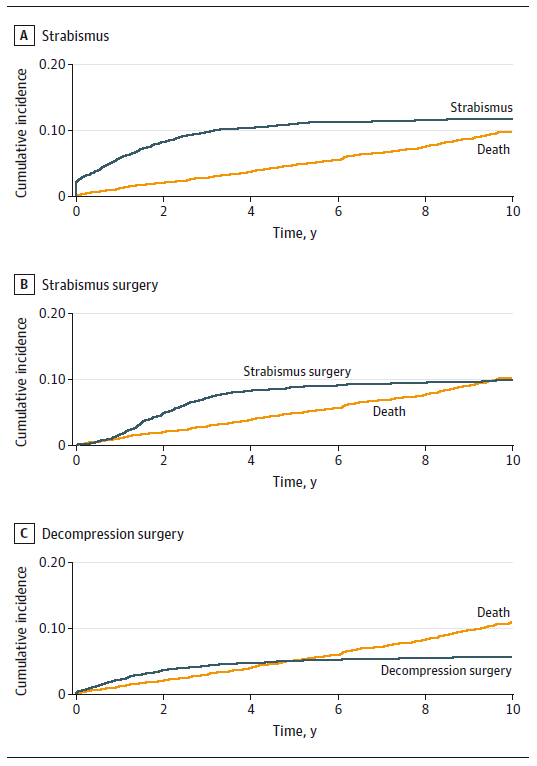 A Strabismus
Cumulative incidence
0.20
0.10
0
Strabismus
Death
0 2 4 6 8 10
Time, y
B Strabismus surgery
Cumulative incidence
0.20
0.10
0
Strabismus surgery
Death
0 2 4 6 8 10
Time, y
C Decompression surgery
Cumulative incidence
0.20
0.10
0
Death
Decompression surgery
0 2 4 6 8 10
Time, y